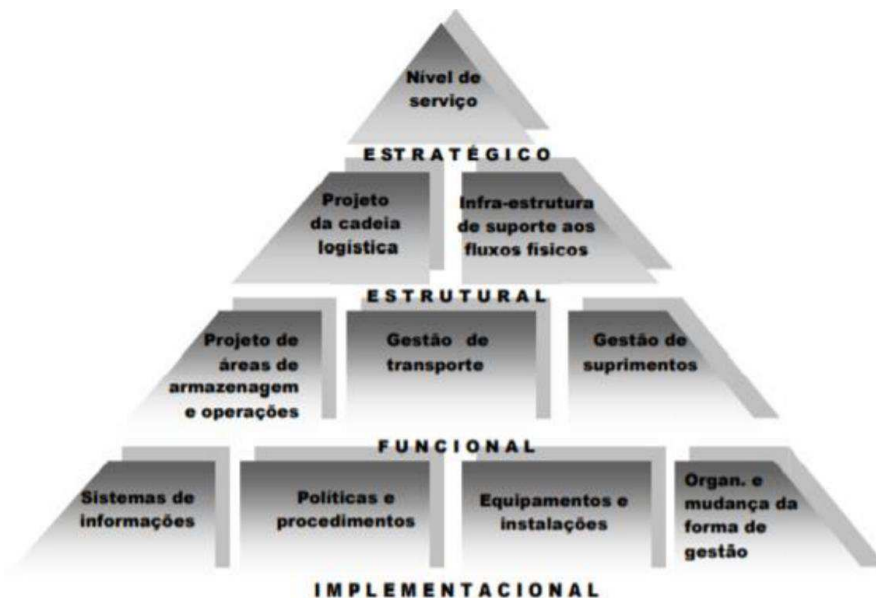 Nível de
serviço
ESTRATÉGICO
Projeto
da cadeia
logística
Infra-estrutura
de suporte aos
fluxos físicos
ESTRUTURAL
Projeto de
áreas de
armazenagem
e operações
Gestão de
transporte
Gestão de
suprimentos
FUNCIONAL
Sistemas de
informações
Políticas e
procedimentos
Equipamentos e
instalações
Organ. e
mudança da
forma de
gestão
IMPLEMENTACIONAL